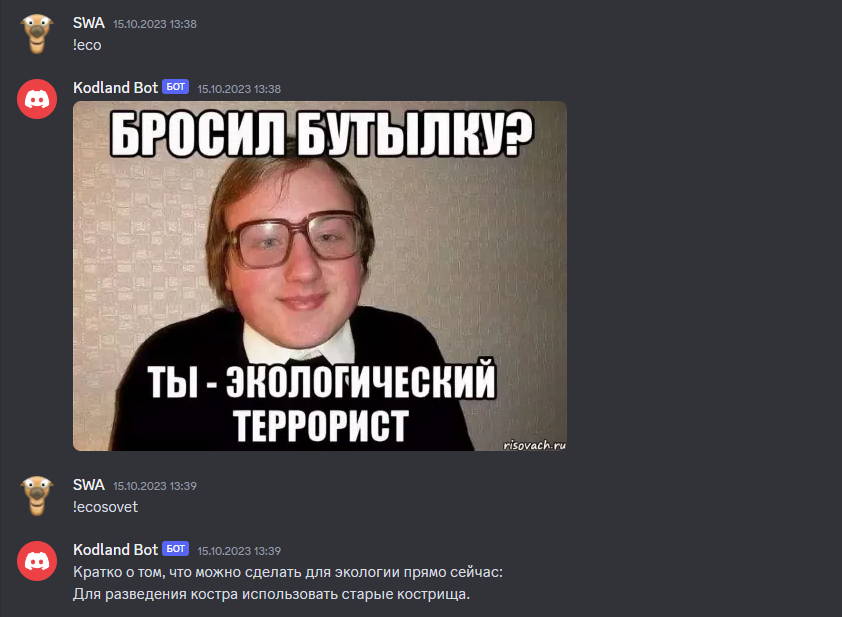 SWA 15.10.2023 13:38
!eco
Kodland Bot БОТ 15.10.2023 13:38
БРОСИЛ БУТЫЛКУ?
ТЫ - ЭКОЛОГИЧЕСКИЙ
ТЕРРОРИСТ
risovach.ru
SWA 15.10.2023 13:39
!ecosovet
Kodland Bot БОТ 15.10.2023 13:39
Кратко о том, что можно сделать для экологии прямо сейчас:
Для разведения костра использовать старые кострища.